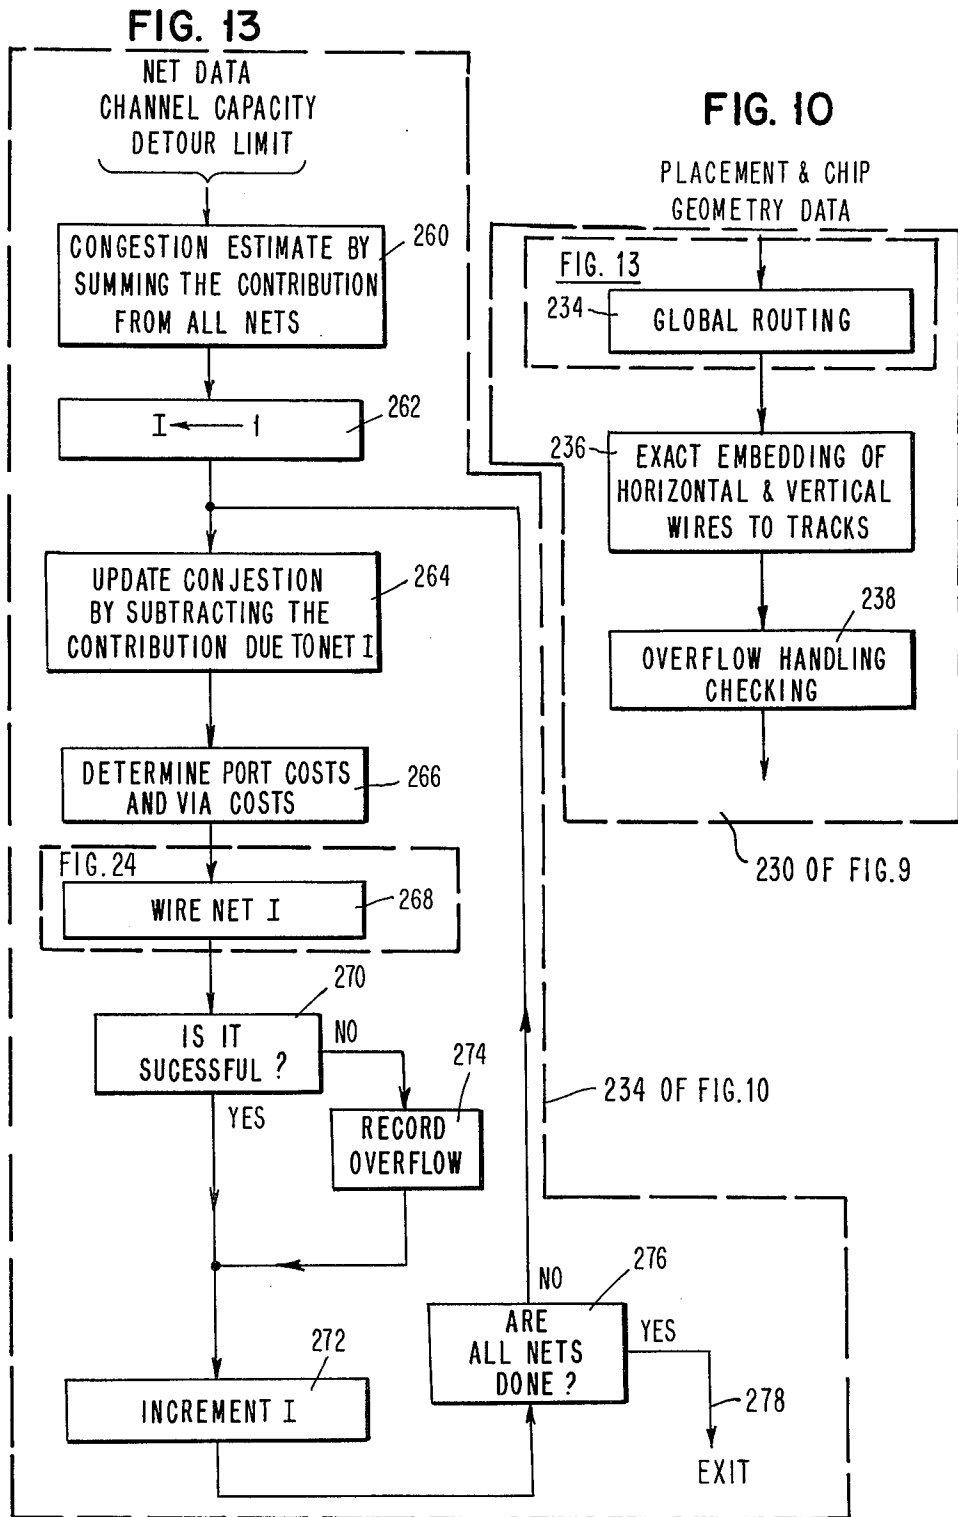 FIG. 13
NET DATA
CHANNEL CAPACITY
DETOUR LIMIT
CONGESTION ESTIMATE BY
SUMMING THE CONTRIBUTION
FROM ALL NETS
260
I ← 1
262
UPDATE CONJESTION
BY SUBTRACTING THE
CONTRIBUTION DUE TO NET I
264
DETERMINE PORT COSTS
AND VIA COSTS
266
FIG. 24
WIRE NET I
268
270
IS IT
SUCESSFUL ?
NO
YES
274
RECORD
OVERFLOW
272
INCREMENT I
276
NO
ARE
ALL NETS
DONE ?
YES
278
EXIT
234 OF FIG. 10
FIG. 10
PLACEMENT & CHIP
GEOMETRY DATA
FIG. 13
234
GLOBAL ROUTING
236
EXACT EMBEDDING OF
HORIZONTAL & VERTICAL
WIRES TO TRACKS
238
OVERFLOW HANDLING
CHECKING
230 OF FIG. 9